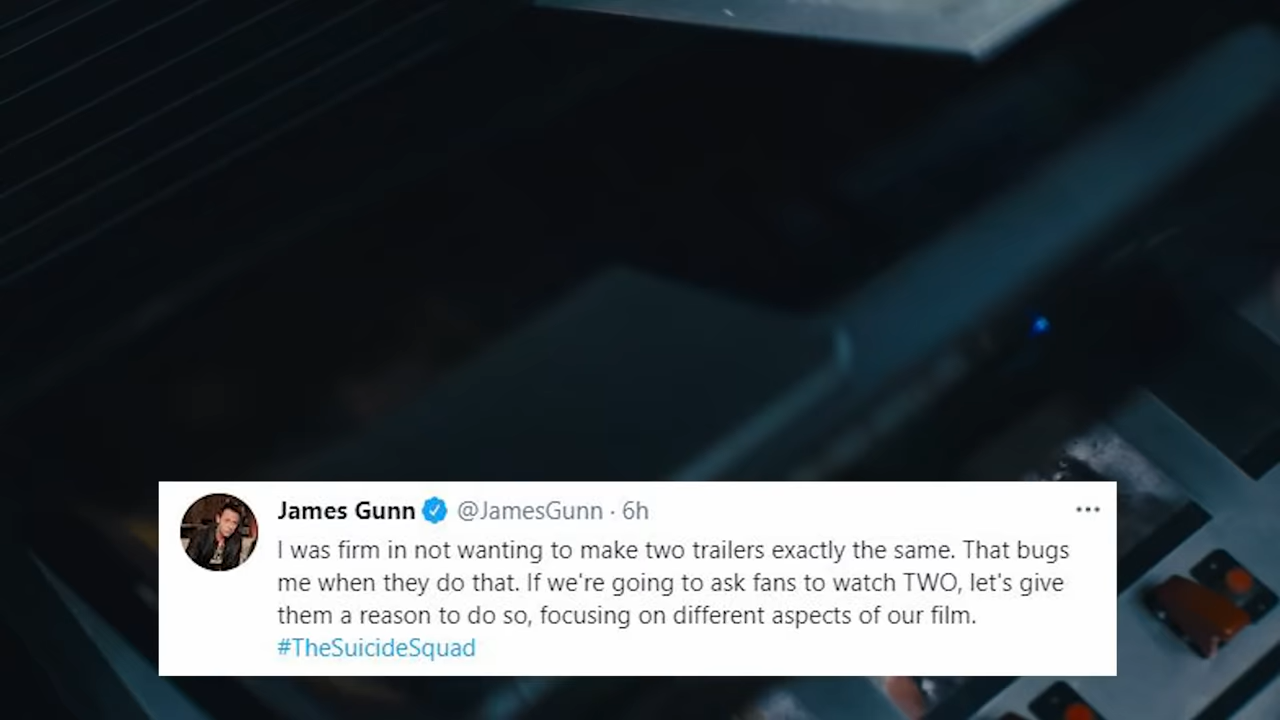 James Gunn @JamesGunn · 6h
I was firm in not wanting to make two trailers exactly the same. That bugs
me when they do that. If we're going to ask fans to watch TWO, let's give
them a reason to do so, focusing on different aspects of our film.
#TheSuicideSquad